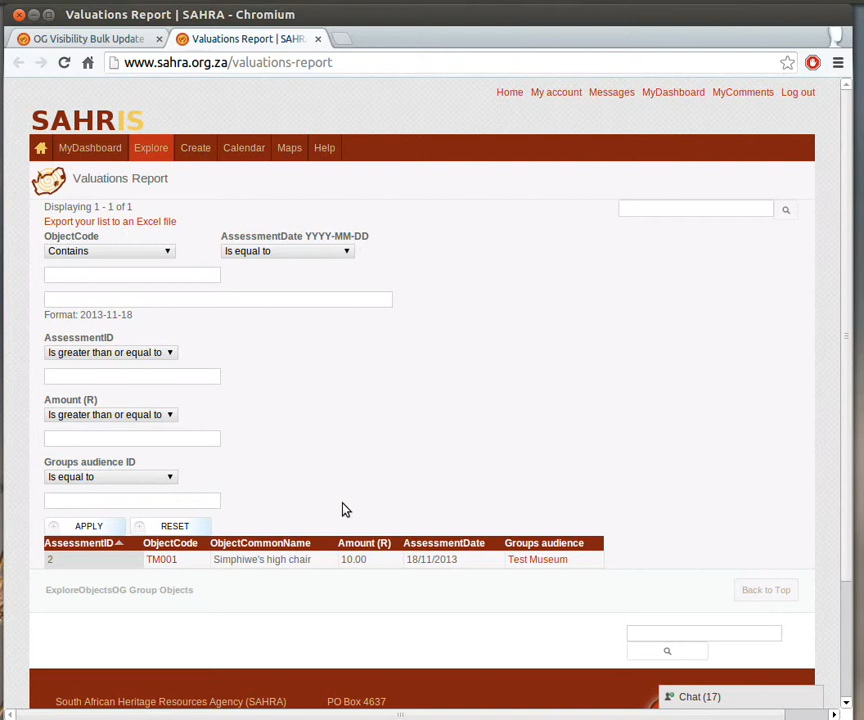 Valuations Report | SAHRA - Chromium
OG Visibility Bulk Update
Valuations Report | SAHR
www.sahra.org.za/valuations-report
Home My account Messages MyDashboard MyComments Log out
SAHRIS
MyDashboard Explore Create Calendar Maps Help
Valuations Report
Displaying 1 - 1 of 1
Export your list to an Excel file
ObjectCode AssessmentDate YYYY-MM-DD
Contains Is equal to
Format: 2013-11-18
AssessmentID
Is greater than or equal to
Amount (R)
Is greater than or equal to
Groups audience ID
Is equal to
APPLY RESET
AssessmentID ObjectCode ObjectCommonName Amount (R) AssessmentDate Groups audience
2 TM001 Simphiwe's high chair 10.00 18/11/2013 Test Museum
ExploreObjectsOG Group Objects
Back to Top
Chat (17)
South African Heritage Resources Agency (SAHRA) PO Box 4637